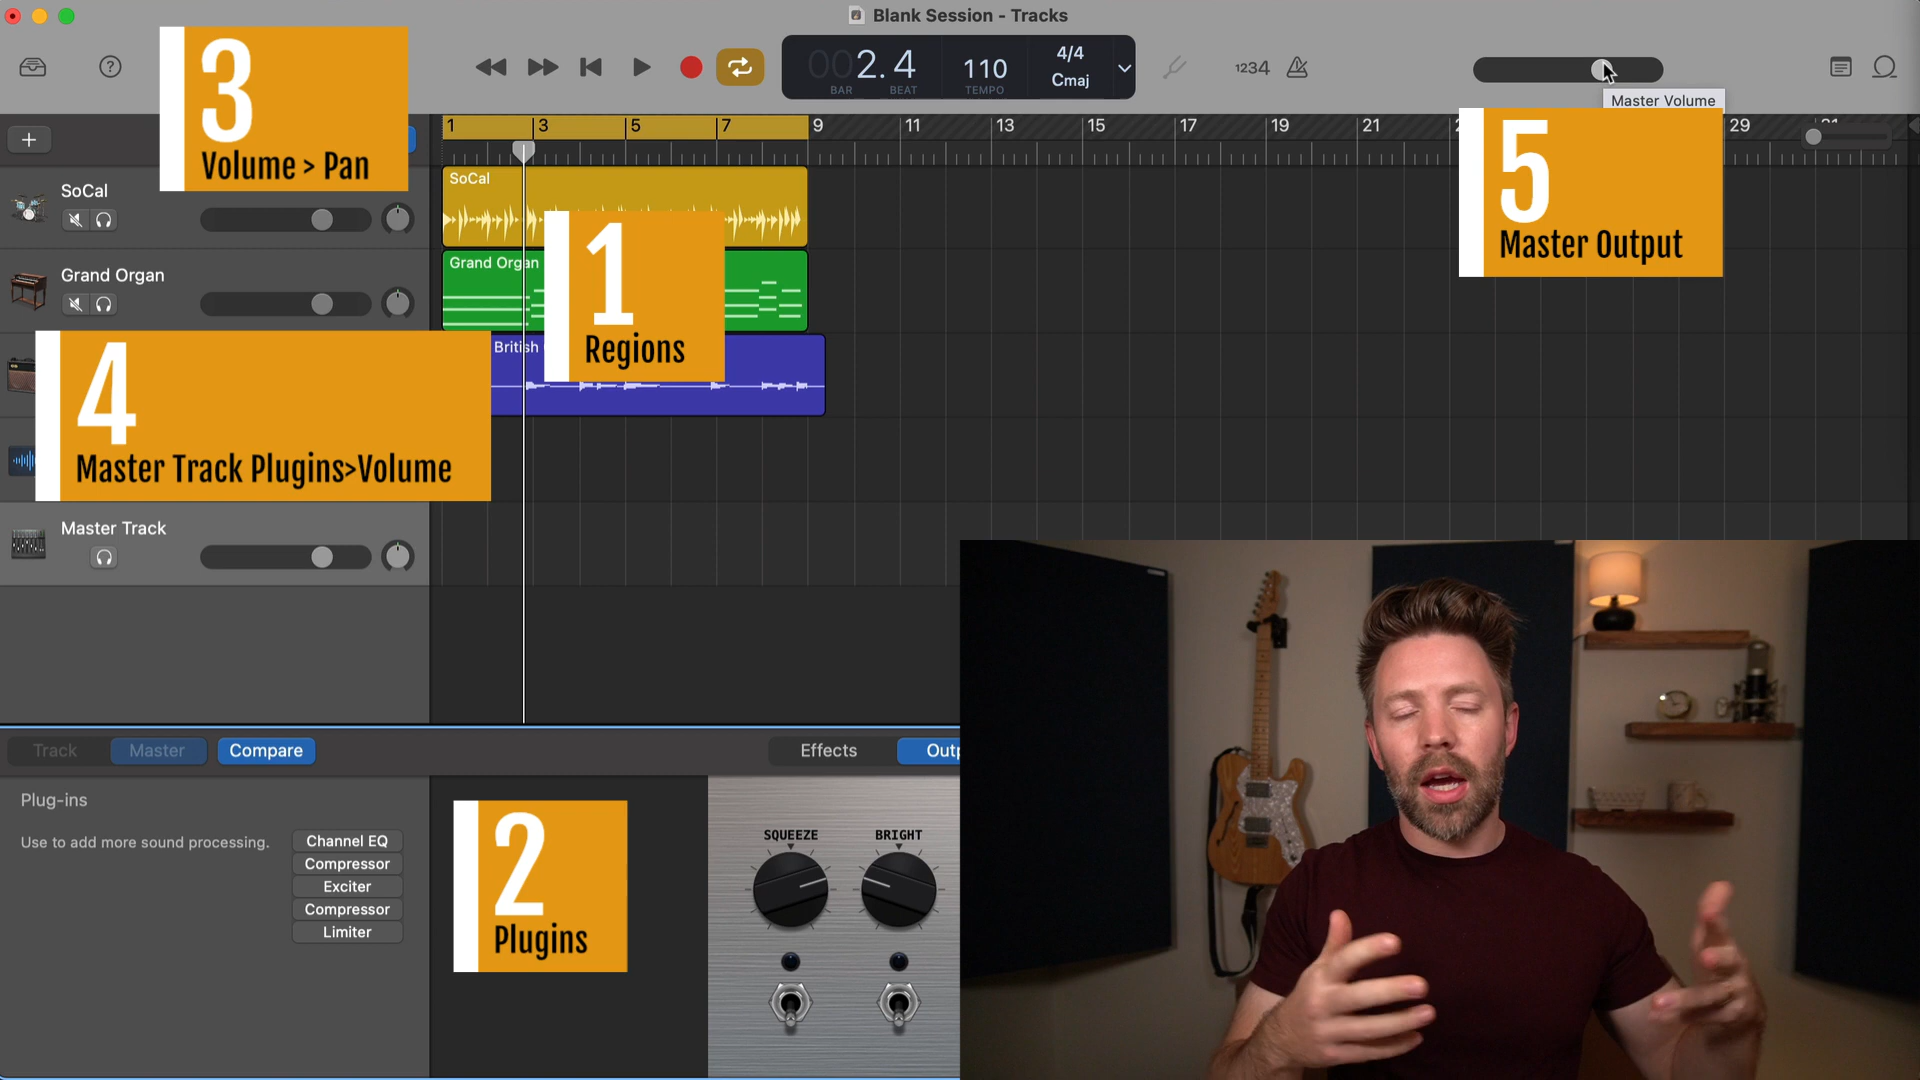 Blank Session - Tracks
3
Volume > Pan
002.4
BAR
BEAT
110
TEMPO
4/4
Cmaj
1234
Master Volume
1
3
5
7
9
11
13
15
17
19
21
29
5
Master Output
SoCal
SoCal
Grand Organ
Grand Organ
1
Regions
British
4
Master Track Plugins>Volume
Master Track
Track
Master
Compare
Effects
Outp
Plug-ins
Use to add more sound processing.
Channel EQ
Compressor
Exciter
Compressor
Limiter
2
Plugins
SQUEEZE
BRIGHT